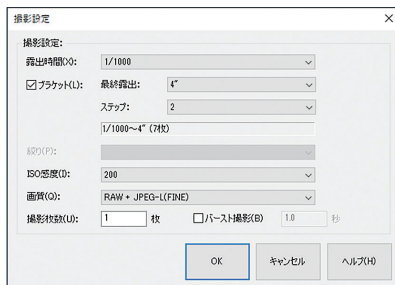 撮影設定
撮影設定:
露出時間(X): 1/1000
ブラケット(L): 最終露出: 4"
ステップ: 2
1/1000～4" (7枚)
絞り(P):
ISO感度(I): 200
画質(Q): RAW + JPEG-L(FINE)
撮影枚数(U): 1 枚 バースト撮影(B) 1.0 秒
OK キャンセル ヘルプ(H)